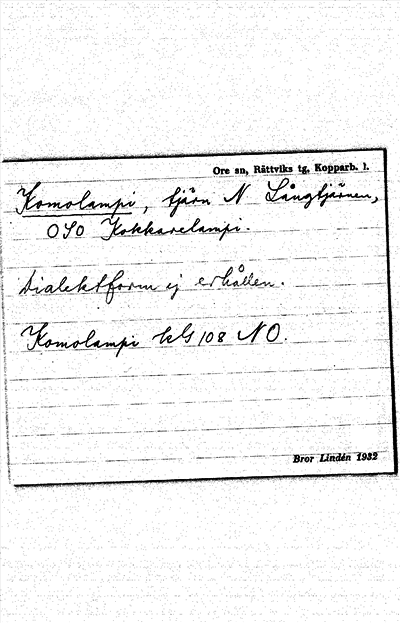 Ore sn, Rättviks tg, Kopparb. l.
Komolampi, tjärn N Långtjärnen,
OSO Kokkarelampi.
Dialektform ej erhållen.
Komolampi kbl 108 NO.
Bror Lindén 1932